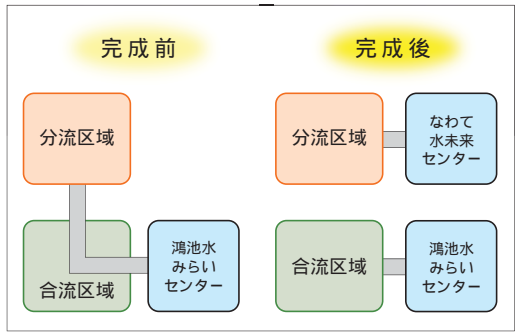 完成前
完成後
分流区域
合流区域
鴻池水
みらい
センター
分流区域
なわて
水未来
センター
合流区域
鴻池水
みらい
センター